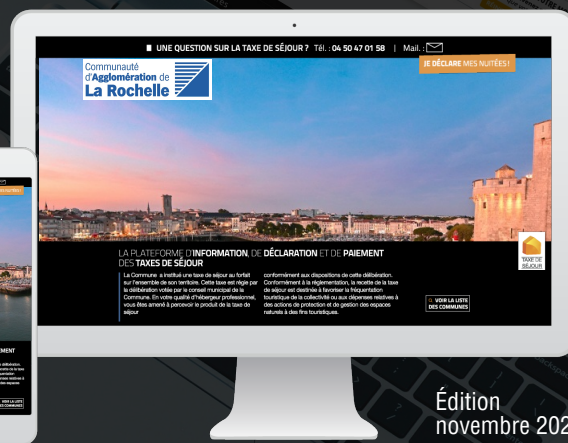 UNE QUESTION SUR LA TAXE DE SÉJOUR ? Tél. : 04 50 47 01 58 | Mail. :
JE DÉCLARE MES NUITÉES !
Communauté
d'Agglomération de
La Rochelle
LA PLATEFORME D'INFORMATION, DE DÉCLARATION ET DE PAIEMENT
DES TAXES DE SÉJOUR
La Commune a institué une taxe de séjour au forfait
sur l'ensemble de son territoire. Cette taxe est régie par
la délibération votée par le conseil municipal de la
Commune. En votre qualité d'hébergeur professionnel,
vous êtes amené à percevoir le produit de la taxe de
séjour
conformément aux dispositions de cette délibération.
Conformément à la réglementation, la recette de la taxe
de séjour est destinée à favoriser la fréquentation
touristique de la collectivité ou aux dépenses relatives à
des actions de protection et de gestion des espaces
naturels à des fins touristiques.
VOIR LA LISTE
DES COMMUNES
TAXE DE
SÉJOUR
VOIR LA LISTE
DES COMMUNES
Édition
novembre 202